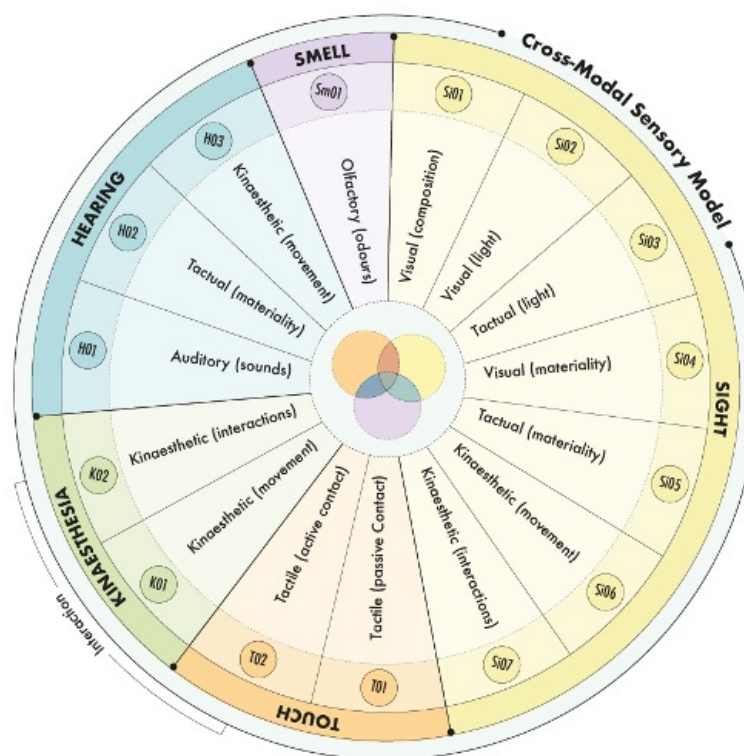 Cross-Modal Sensory Model
SMELL
Sm01
Olfactory (odours)
SIGHT
Si01
Visual (composition)
Si02
Visual (light)
Si03
Tactual (light)
Si04
Visual (materiality)
Si05
Tactual (materiality)
Si06
Kinaesthetic (movement)
Si07
Kinaesthetic (interactions)
TOUCH
T01
Tactile (passive Contact)
T02
Tactile (active contact)
KINAESTHESIA
Interaction
K01
Kinaesthetic (movement)
K02
Kinaesthetic (interactions)
HEARING
H01
Auditory (sounds)
H02
Tactual (materiality)
H03
Kinaesthetic (movement)